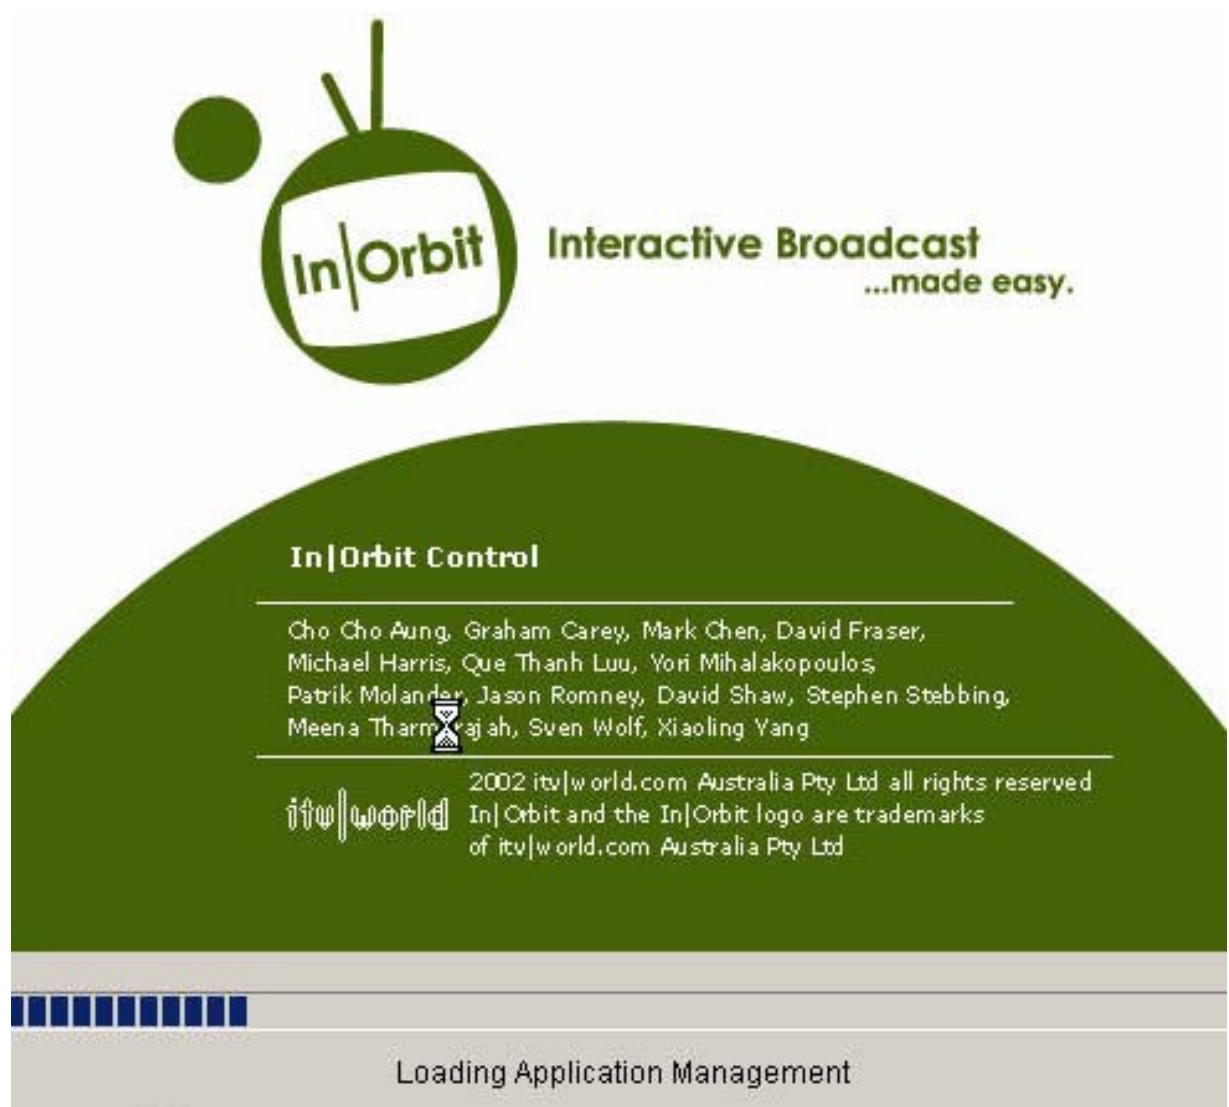 In|Orbit
Interactive Broadcast
...made easy.
In|Orbit Control
Cho Cho Aung, Graham Carey, Mark Chen, David Fraser,
Michael Harris, Que Thanh Luu, Yori Mihalakopoulos,
Patrik Molander, Jason Romney, David Shaw, Stephen Stebbing,
Meena Sven Wolf, Xiaoling Yang
itv|world
2002 itv|world.com Australia Pty Ltd all rights reserved
In|Orbit and the In|Orbit logo are trademarks
of itv|world.com Australia Pty Ltd
Loading Application Management